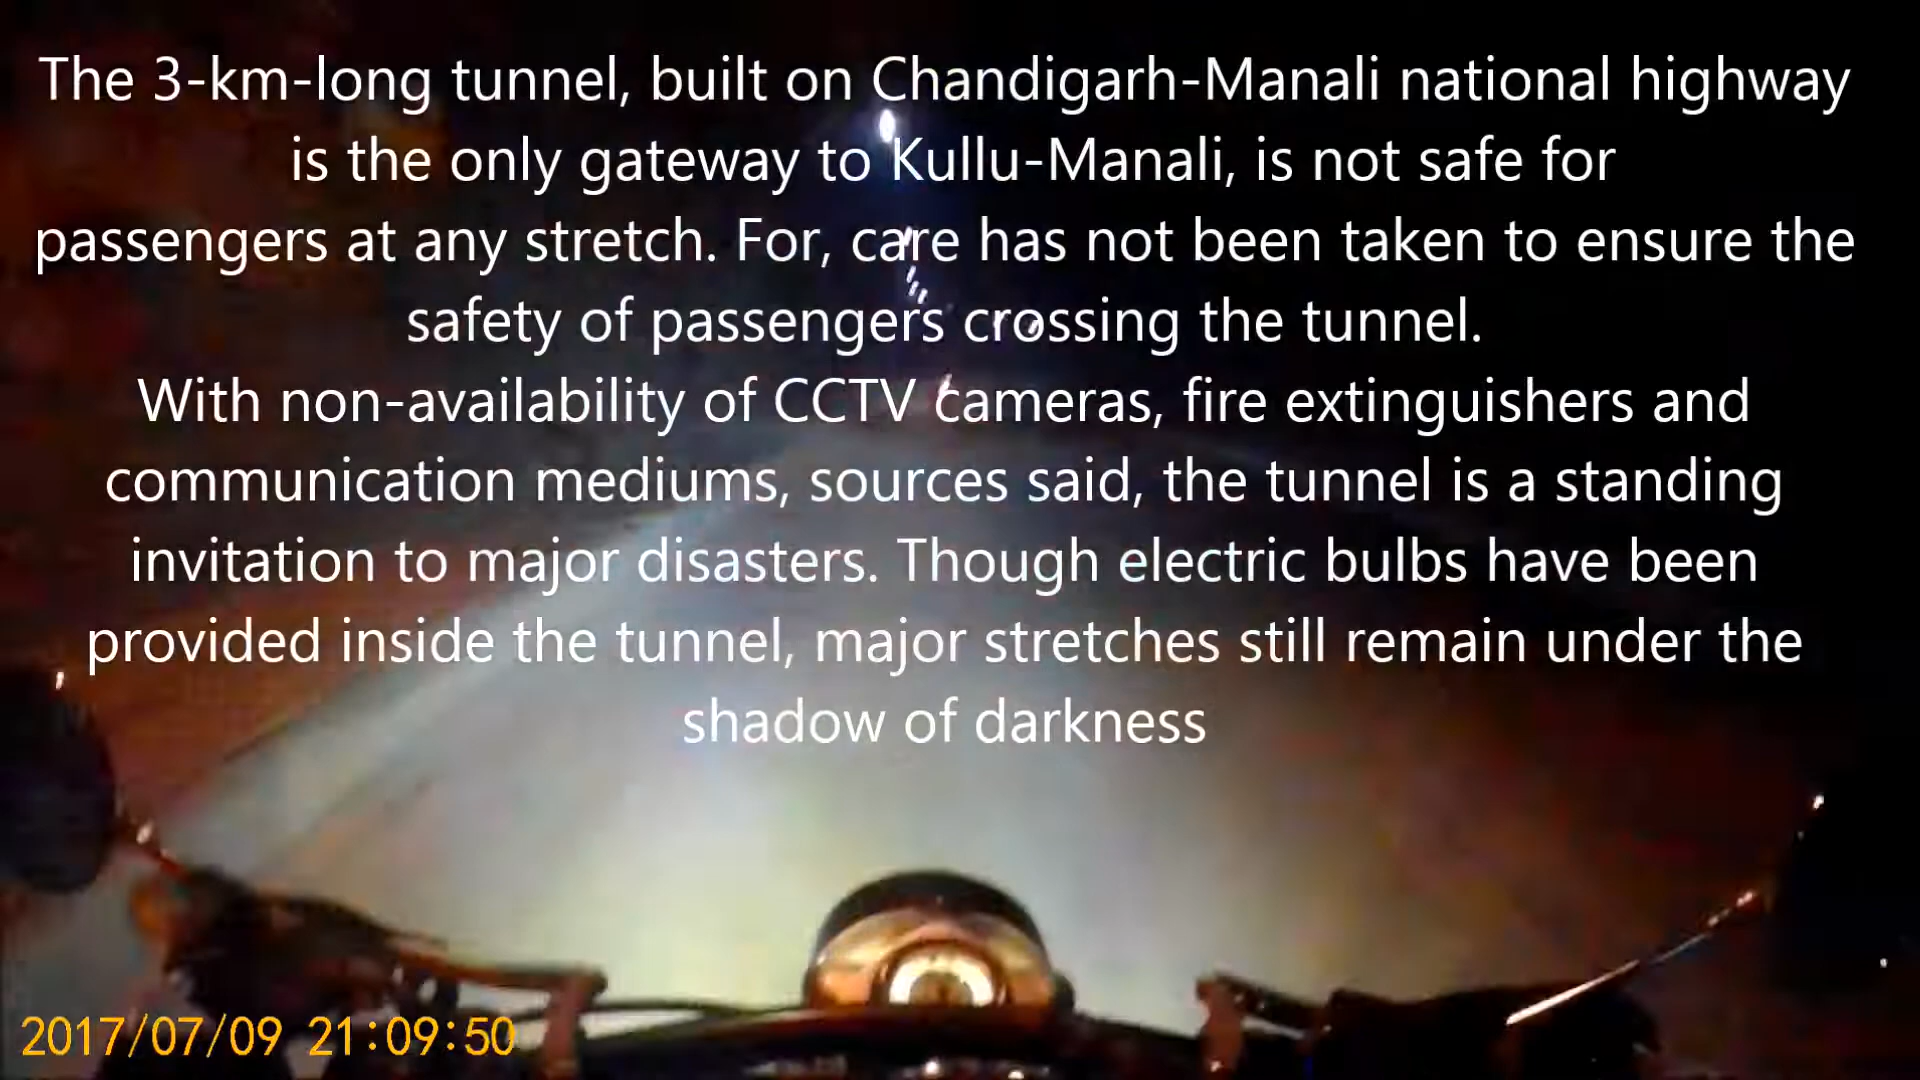 The 3-km-long tunnel, built on Chandigarh-Manali national highway
is the only gateway to Kullu-Manali, is not safe for
passengers at any stretch. For, care has not been taken to ensure the
safety of passengers crossing the tunnel.
With non-availability of CCTV cameras, fire extinguishers and
communication mediums, sources said, the tunnel is a standing
invitation to major disasters. Though electric bulbs have been
provided inside the tunnel, major stretches still remain under the
shadow of darkness
2017/07/09 21:09:50